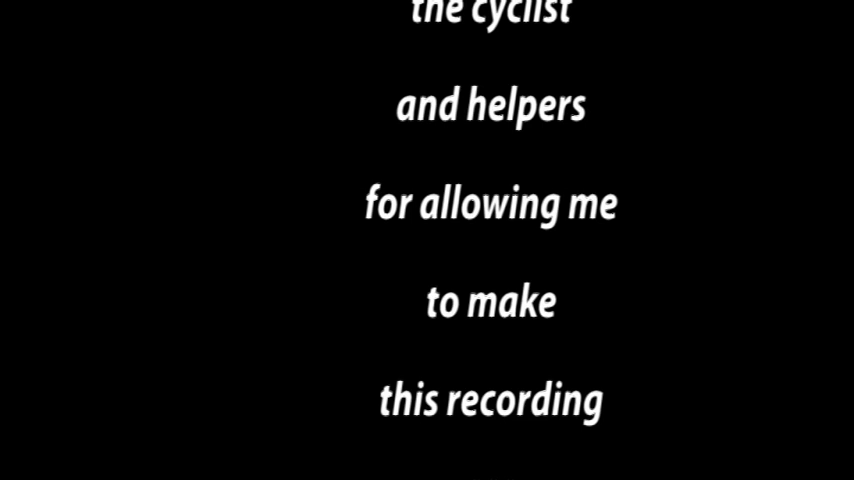 the cyclist
and helpers
for allowing me
to make
this recording